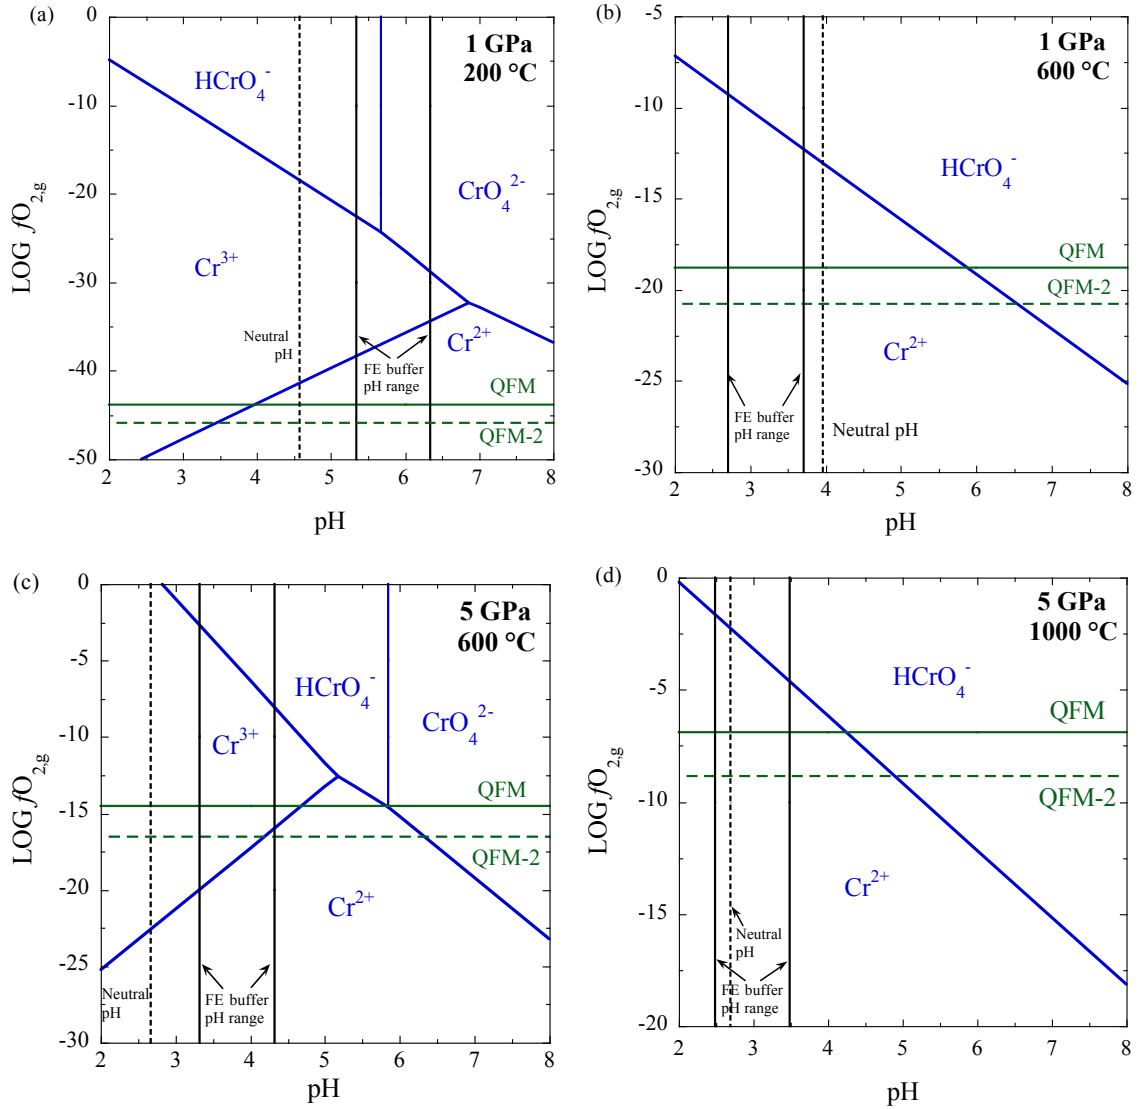 (a)
1 GPa
200 °C
HCrO4-
CrO42-
Cr3+
Cr2+
Neutral
pH
FE buffer
pH range
QFM
QFM-2
LOG fO2,g
0
-10
-20
-30
-40
-50
2 3 4 5 6 7 8
pH
(b)
1 GPa
600 °C
HCrO4-
QFM
QFM-2
Cr2+
FE buffer
pH range
Neutral pH
LOG fO2,g
-5
-10
-15
-20
-25
-30
2 3 4 5 6 7 8
pH
(c)
5 GPa
600 °C
HCrO4-
CrO42-
Cr3+
QFM
QFM-2
Cr2+
Neutral
pH
FE buffer
pH range
LOG fO2,g
0
-5
-10
-15
-20
-25
-30
2 3 4 5 6 7 8
pH
(d)
5 GPa
1000 °C
HCrO4-
QFM
QFM-2
Cr2+
Neutral
pH
FE buffer
pH range
LOG fO2,g
0
-5
-10
-15
-20
2 3 4 5 6 7 8
pH